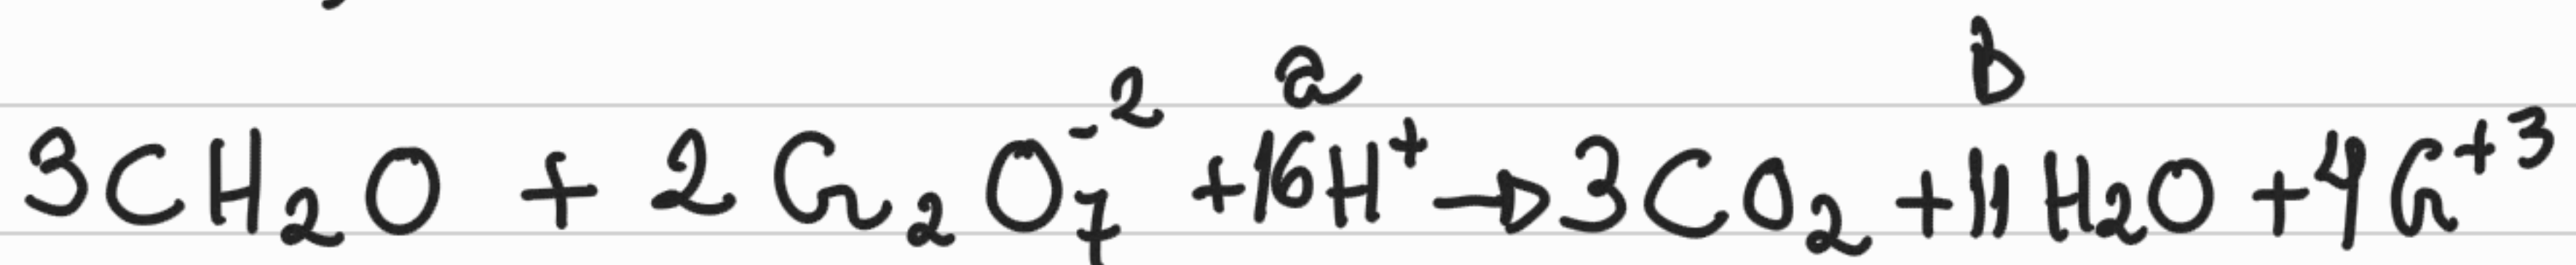 a b
3CH₂O + 2Cr₂O₇⁻² + 16H⁺ → 3CO₂ + 11H₂O + 4Cr⁺³